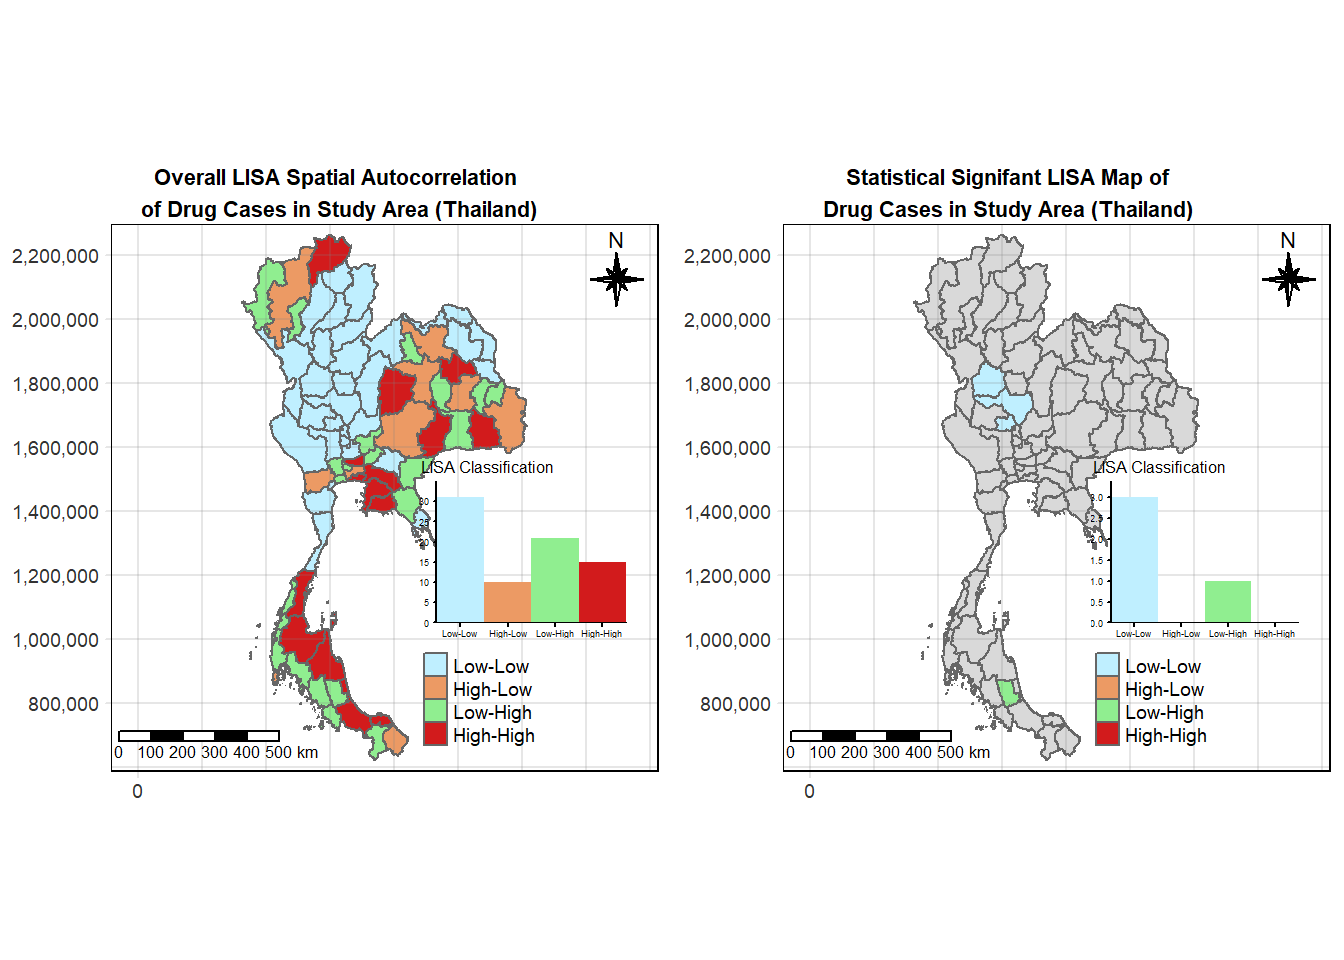 Overall LISA Spatial Autocorrelation
of Drug Cases in Study Area (Thailand)
N
2,200,000
2,000,000
1,800,000
1,600,000
1,400,000
1,200,000
1,000,000
800,000
LISA Classification
30
25
20
15
10
5
0
Low-Low
High-Low
Low-High
High-High
Low-Low
High-Low
Low-High
High-High
0 100 200 300 400 500 km
0
Statistical Signifant LISA Map of
Drug Cases in Study Area (Thailand)
N
2,200,000
2,000,000
1,800,000
1,600,000
1,400,000
1,200,000
1,000,000
800,000
LISA Classification
3.0
2.5
2.0
1.5
1.0
0.5
0.0
Low-Low
High-Low
Low-High
High-High
Low-Low
High-Low
Low-High
High-High
0 100 200 300 400 500 km
0